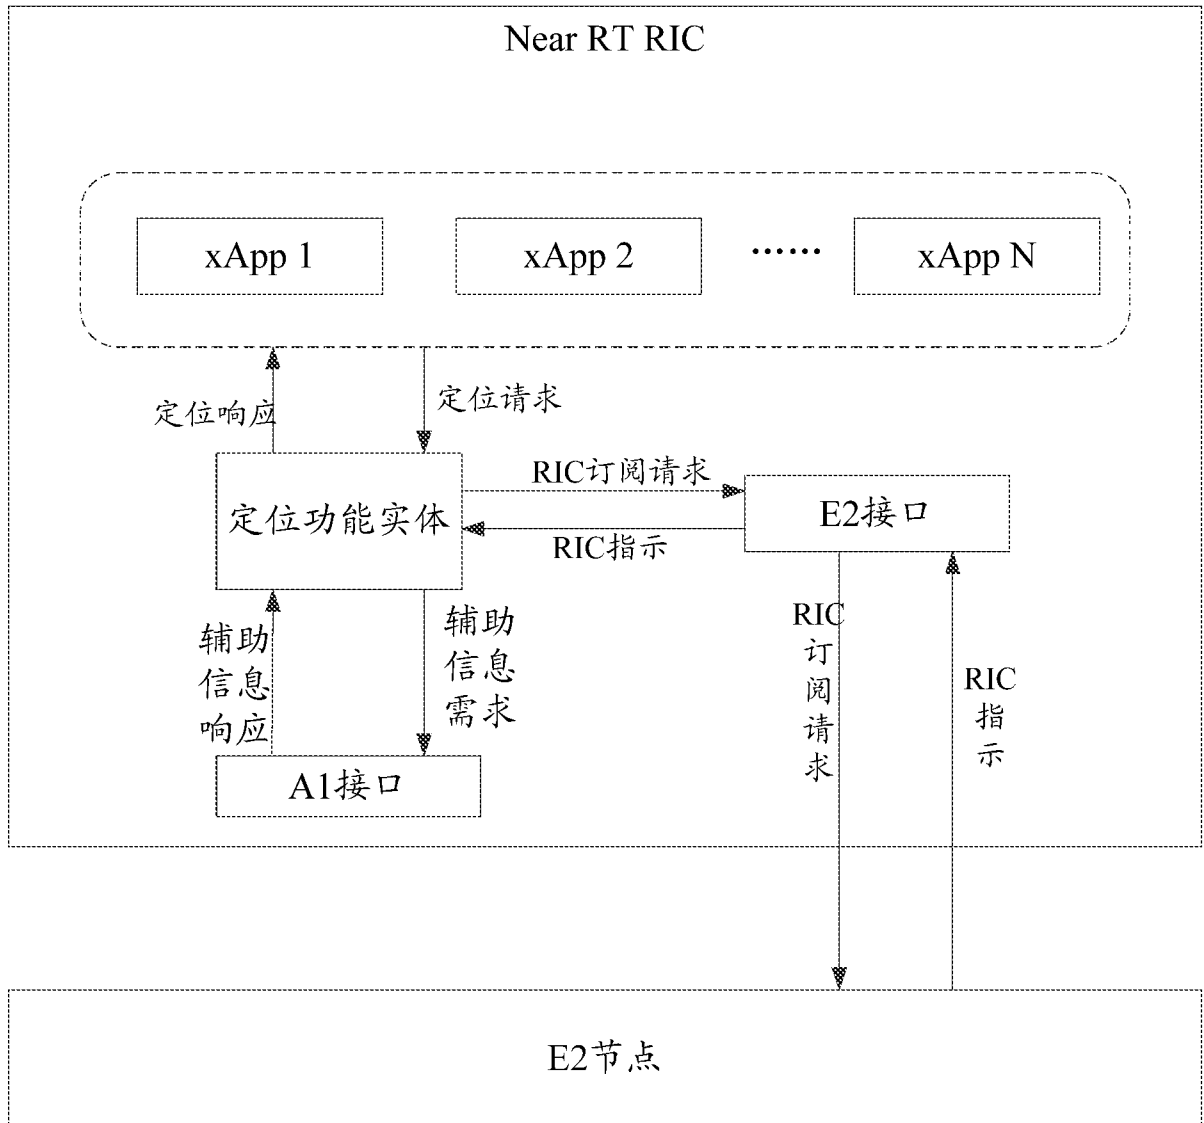 Near RT RIC
xApp 1
xApp 2
……
xApp N
定位响应
定位请求
定位功能实体
RIC订阅请求
RIC指示
E2接口
辅助
信息
响应
辅助
信息
需求
A1接口
RIC
订
阅
请
求
RIC
指
示
E2节点